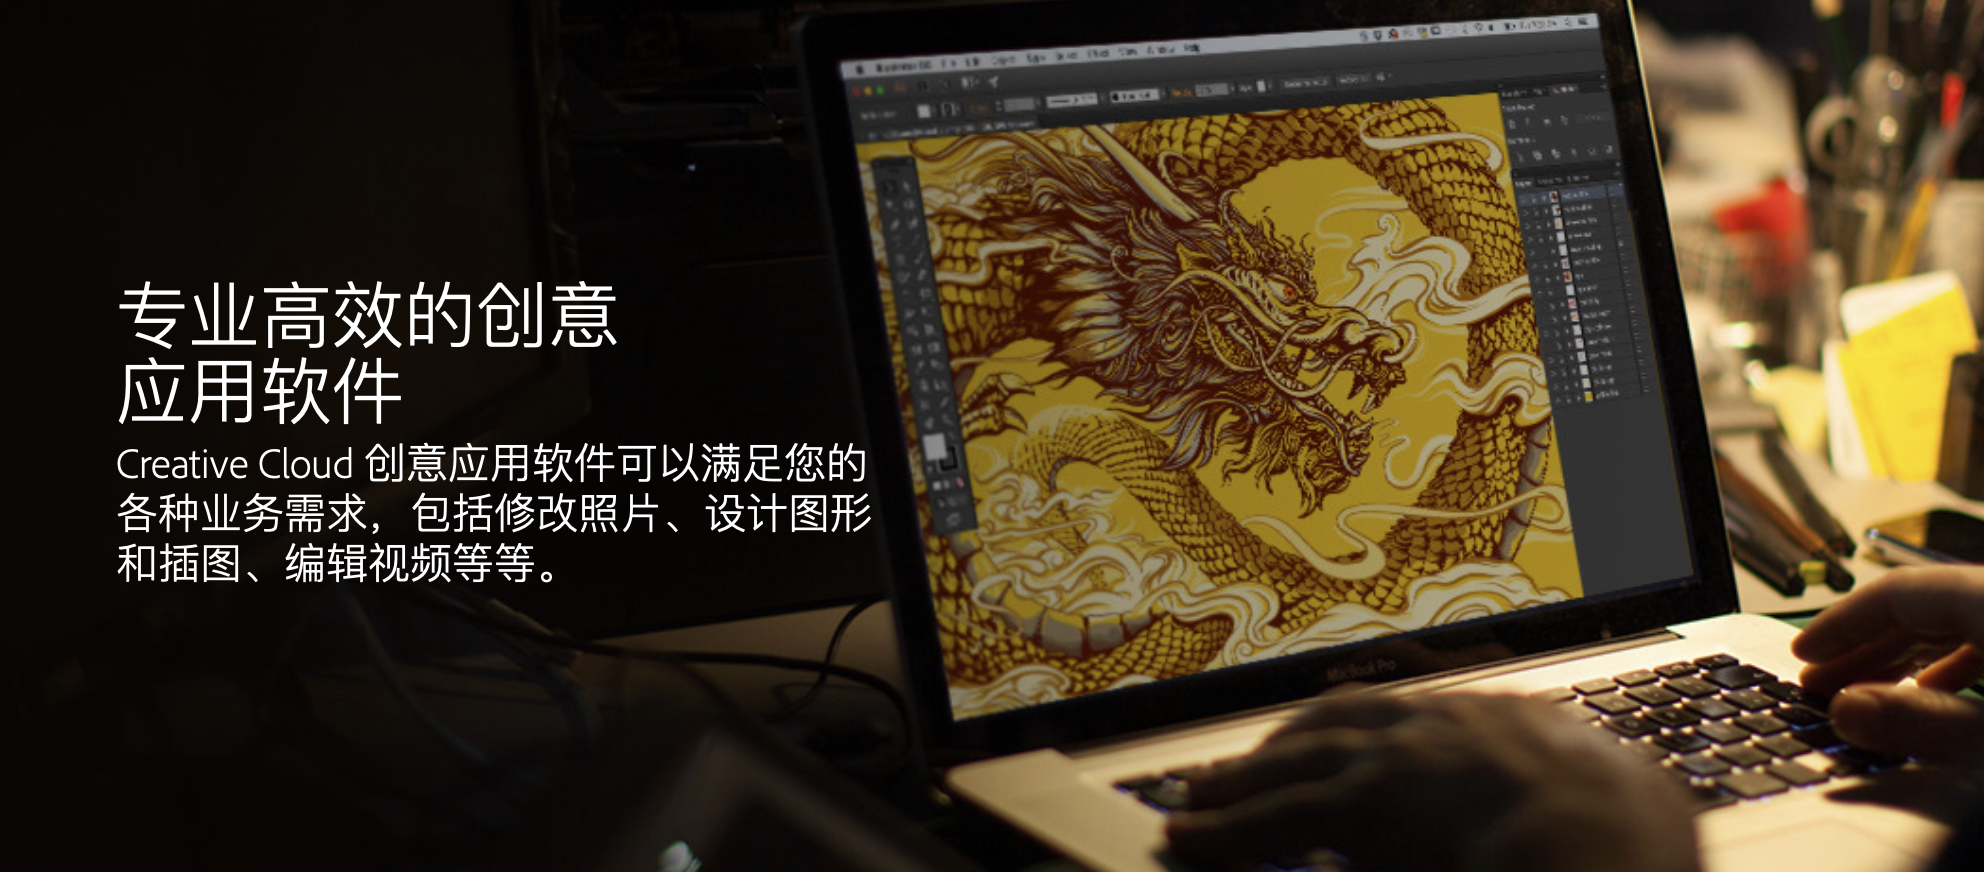 专业高效的创意
应用软件
Creative Cloud 创意应用软件可以满足您的
各种业务需求，包括修改照片、设计图形
和插图、编辑视频等等。
MacBook Pro